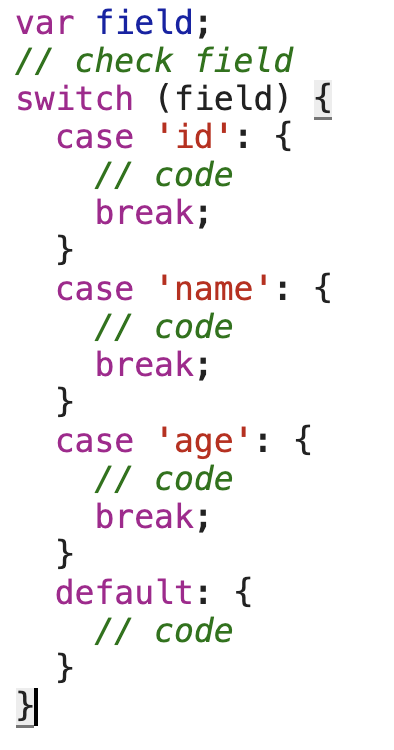 var field;
// check field
switch (field) {
  case 'id': {
    // code
    break;
  }
  case 'name': {
    // code
    break;
  }
  case 'age': {
    // code
    break;
  }
  default: {
    // code
  }
}